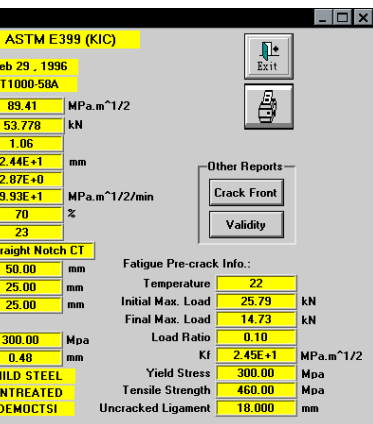 ASTM E399 (KIC)
Exit
eb 29 , 1996
T1000-58A
89.41 MPa.m^1/2
53.778 kN
1.06
2.44E+1 mm
2.87E+0
9.93E+1 MPa.m^1/2/min
70 %
23
raight Notch CT
50.00 mm
25.00 mm
25.00 mm
300.00 Mpa
0.48 mm
ILD STEEL
NTREATED
DEMOCTSI
Other Reports
Crack Front
Validity
Fatigue Pre-crack Info.:
Temperature 22
Initial Max. Load 25.79 kN
Final Max. Load 14.73 kN
Load Ratio 0.10
Kf 2.45E+1 MPa.m^1/2
Yield Stress 300.00 Mpa
Tensile Strength 460.00 Mpa
Uncracked Ligament 18.000 mm